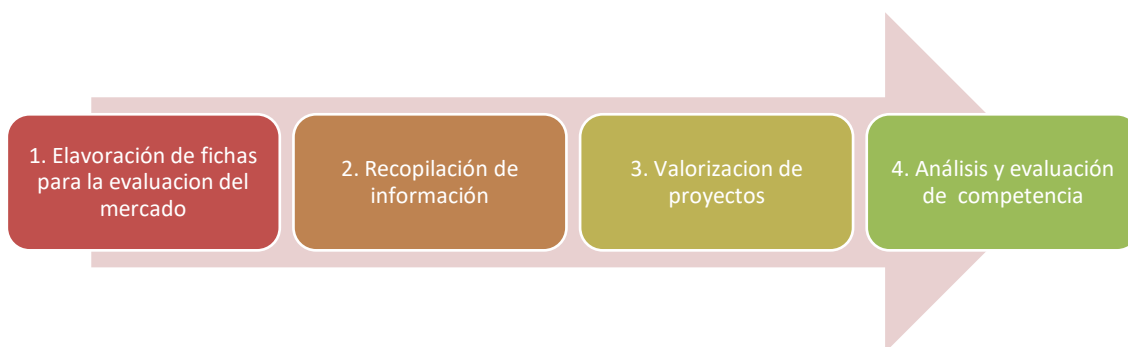 1. Elavoración de fichas
para la evaluacion del
mercado
2. Recopilación de
información
3. Valorizacion de
proyectos
4. Análisis y evaluación
de  competencia